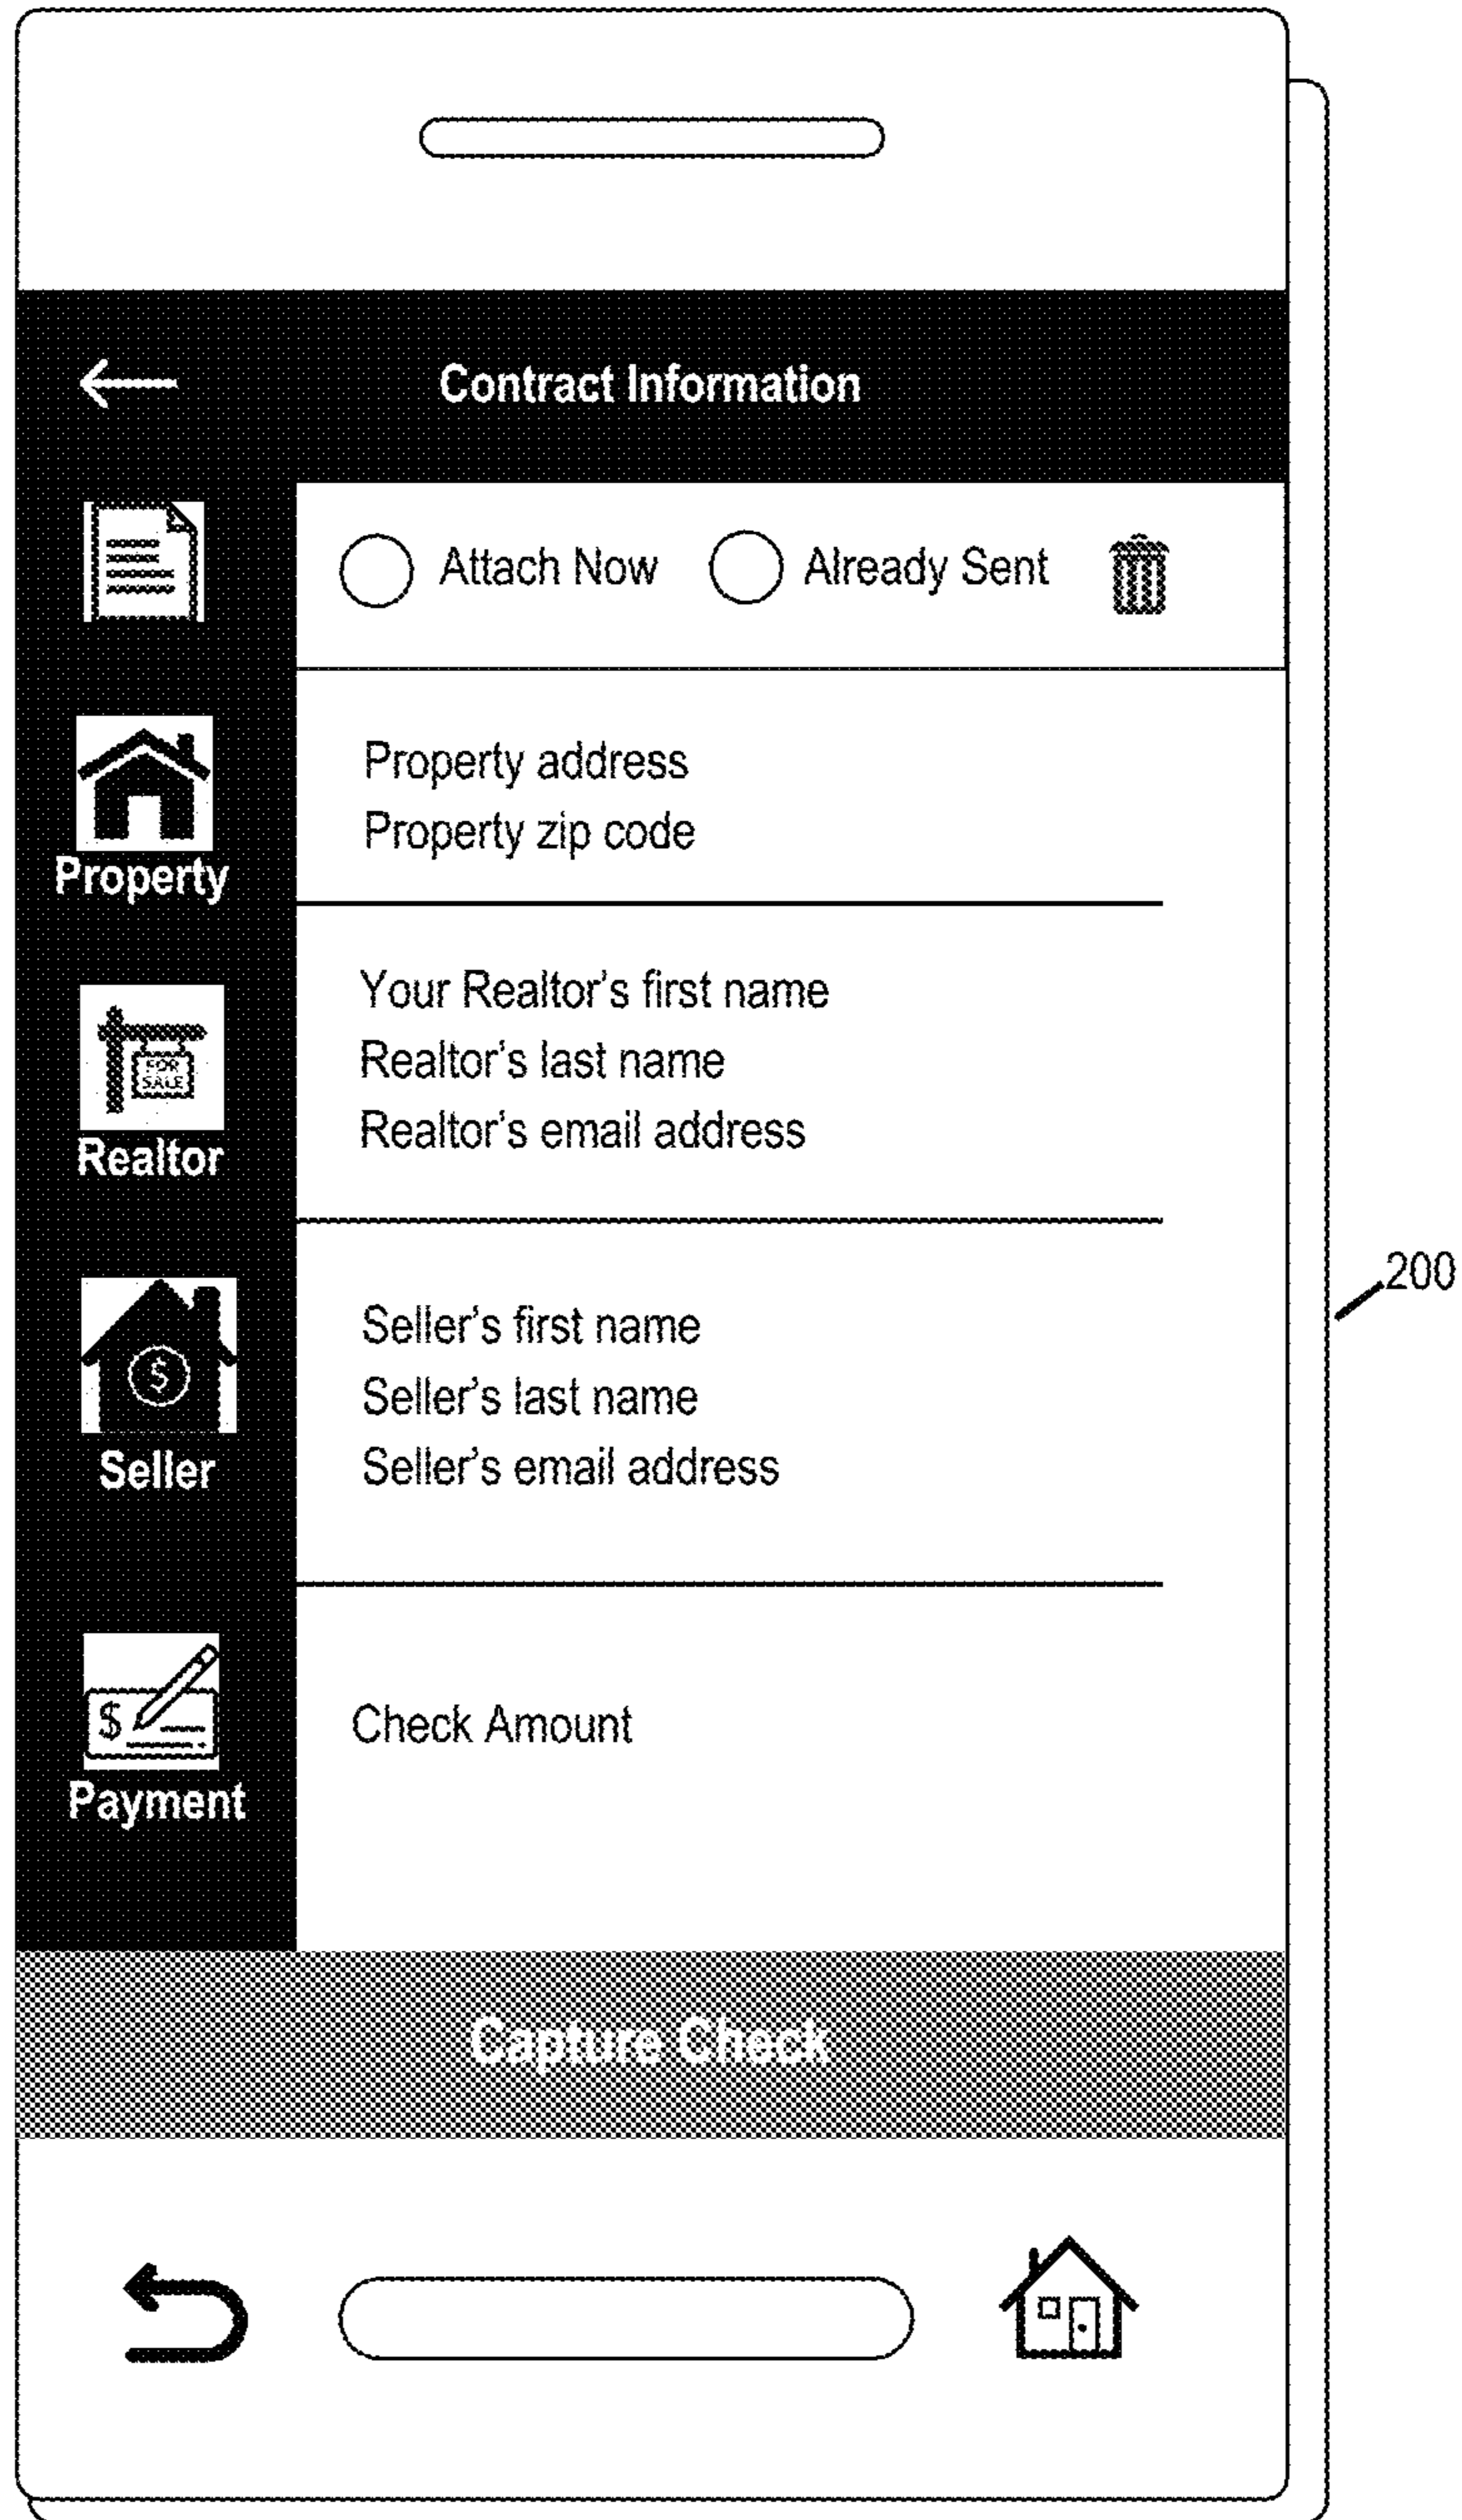 Contract Information
Attach Now Already Sent
Property address
Property zip code
Property
Your Realtor's first name
Realtor's last name
Realtor's email address
FOR
SALE
Realtor
200
Seller's first name
Seller's last name
Seller's email address
$
Seller
$
Check Amount
Payment
Capture Check